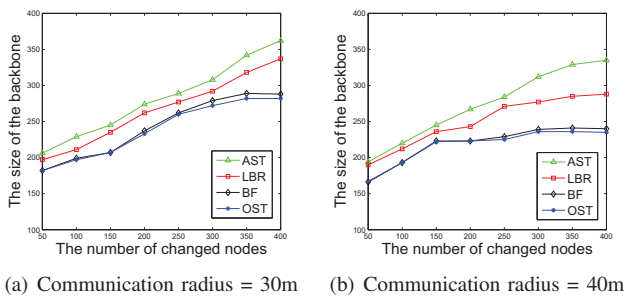 400
350
300
250
200
150
100
The size of the backbone
50 100 150 200 250 300 350 400
The number of changed nodes
AST
LBR
BF
OST
(a) Communication radius = 30m
400
350
300
250
200
150
100
The size of the backbone
50 100 150 200 250 300 350 400
The number of changed nodes
AST
LBR
BF
OST
(b) Communication radius = 40m